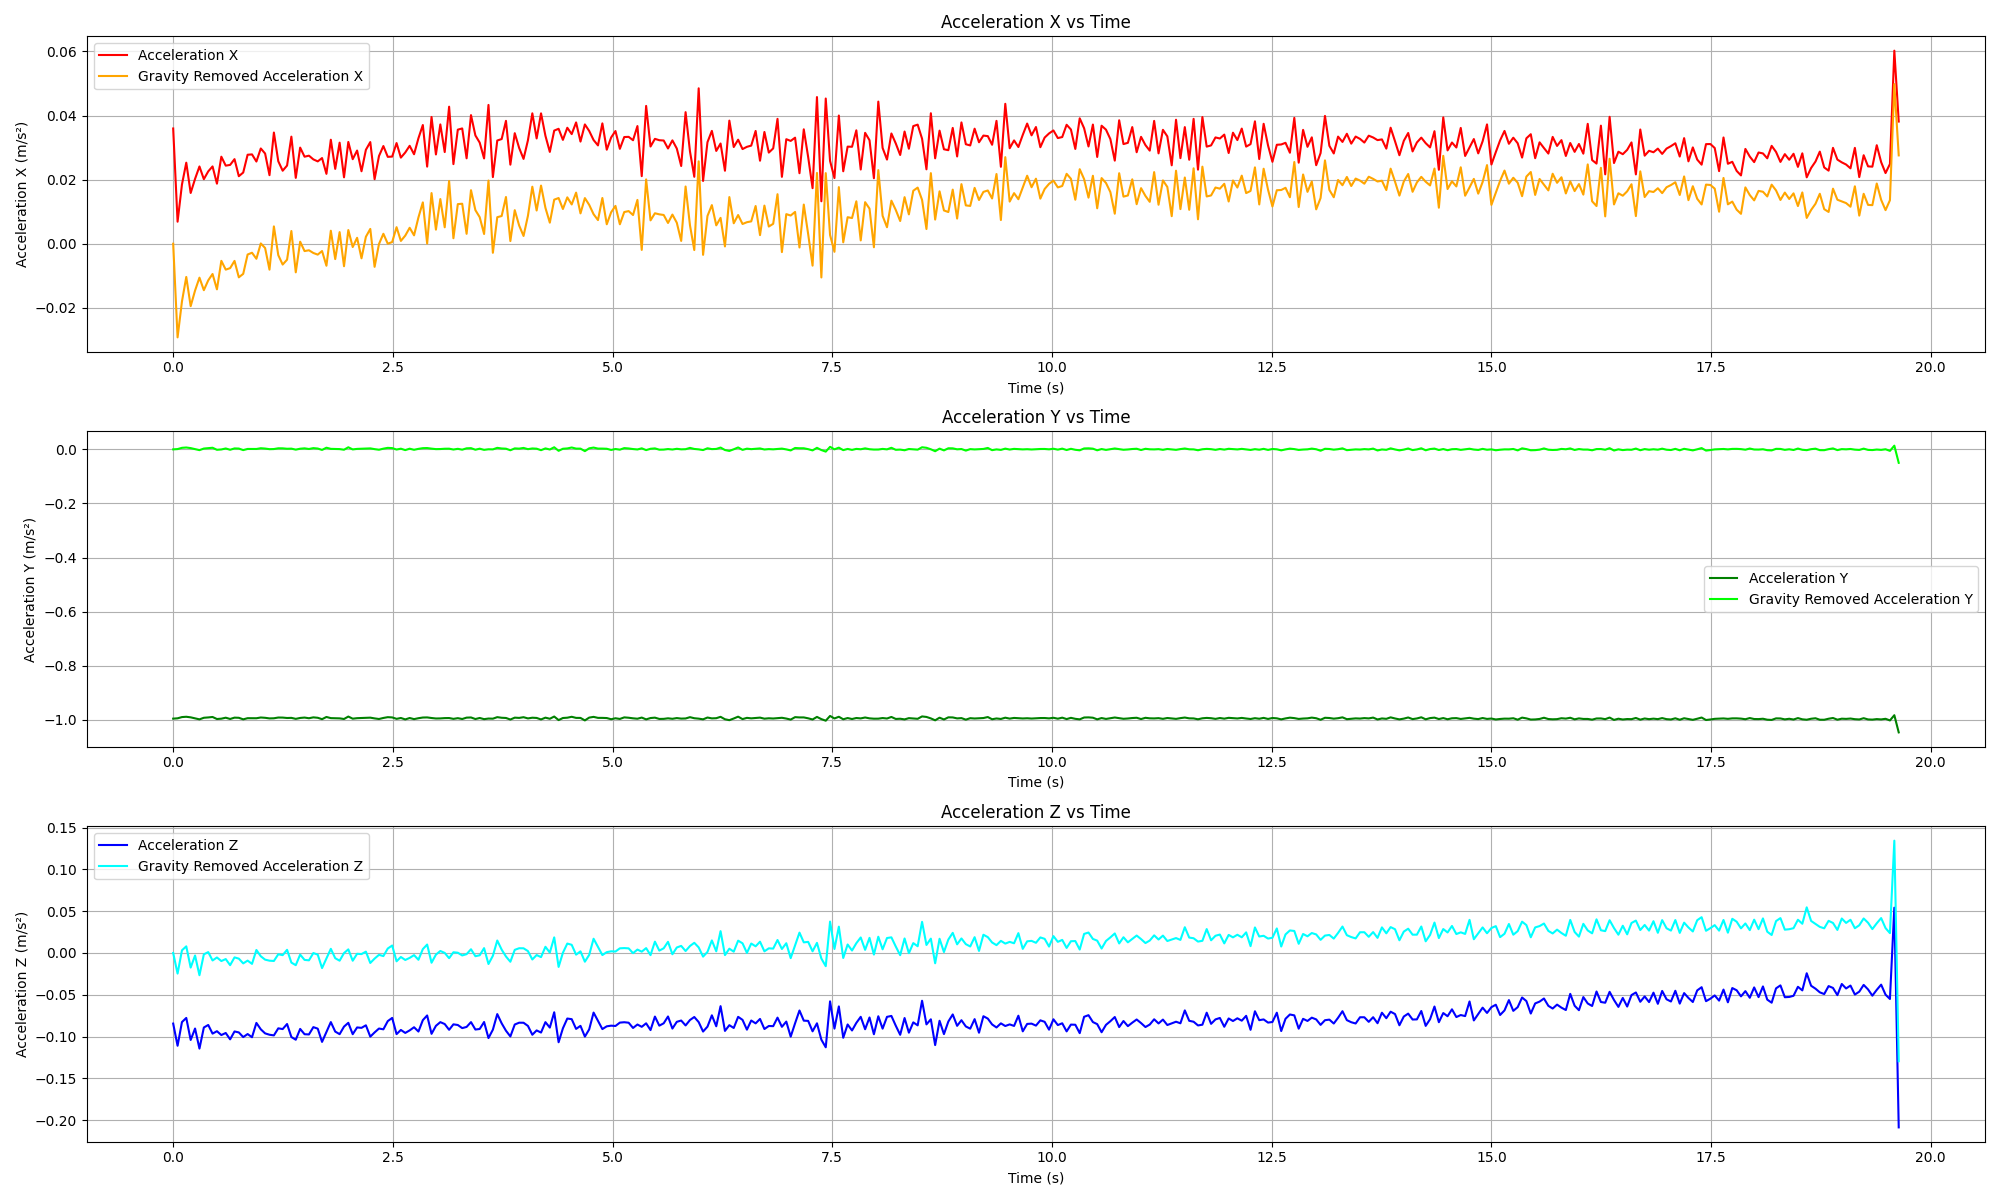 Acceleration X vs Time
Acceleration X (m/s²)
0.06
0.04
0.02
0.00
−0.02
Acceleration X
Gravity Removed Acceleration X
0.0 2.5 5.0 7.5 10.0 12.5 15.0 17.5 20.0
Time (s)
Acceleration Y vs Time
Acceleration Y (m/s²)
0.0
−0.2
−0.4
−0.6
−0.8
−1.0
Acceleration Y
Gravity Removed Acceleration Y
0.0 2.5 5.0 7.5 10.0 12.5 15.0 17.5 20.0
Time (s)
Acceleration Z vs Time
Acceleration Z (m/s²)
0.15
0.10
0.05
0.00
−0.05
−0.10
−0.15
−0.20
Acceleration Z
Gravity Removed Acceleration Z
0.0 2.5 5.0 7.5 10.0 12.5 15.0 17.5 20.0
Time (s)